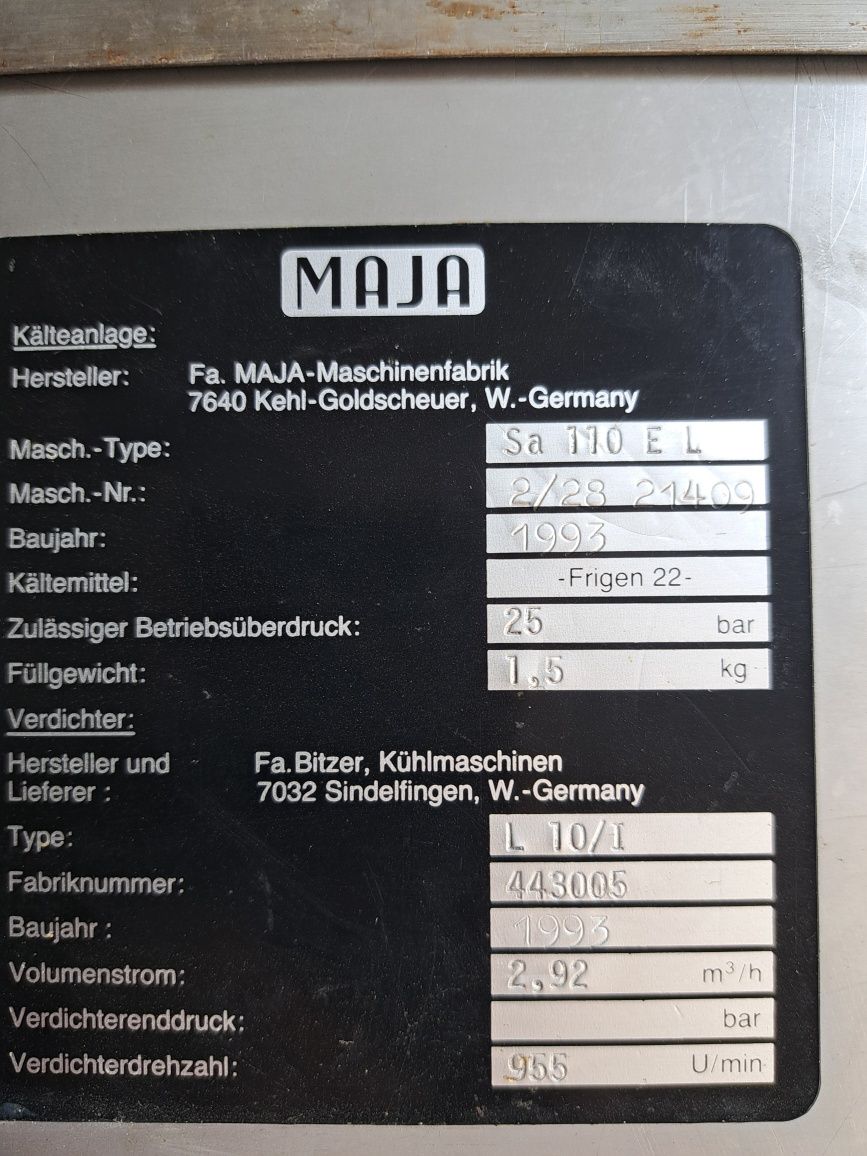 MAJA
Kälteanlage:
Hersteller: Fa. MAJA-Maschinenfabrik
7640 Kehl-Goldscheuer, W.-Germany
Masch.-Type: Sa 110 E L
Masch.-Nr.: 2/28 21409
Baujahr: 1993
Kältemittel: -Frigen 22-
Zulässiger Betriebsüberdruck: 25 bar
Füllgewicht: 1,5 kg
Verdichter:
Hersteller und Fa.Bitzer, Kühlmaschinen
Lieferer : 7032 Sindelfingen, W.-Germany
Type: L 10/I
Fabriknummer: 443005
Baujahr : 1993
Volumenstrom: 2,92 m³/h
Verdichterenddruck: bar
Verdichterdrehzahl: 955 U/min